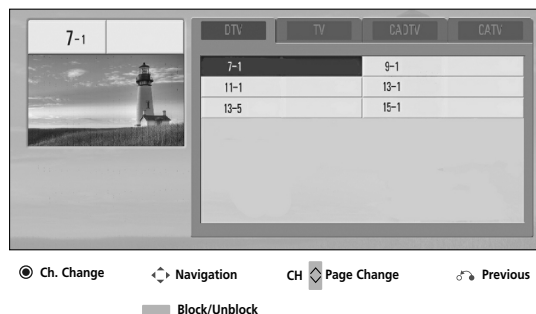 7-1
DTV TV CADTV CATV
7-1 9-1
11-1 13-1
13-5 15-1
Ch. Change Navigation CH Page Change Previous
Block/Unblock